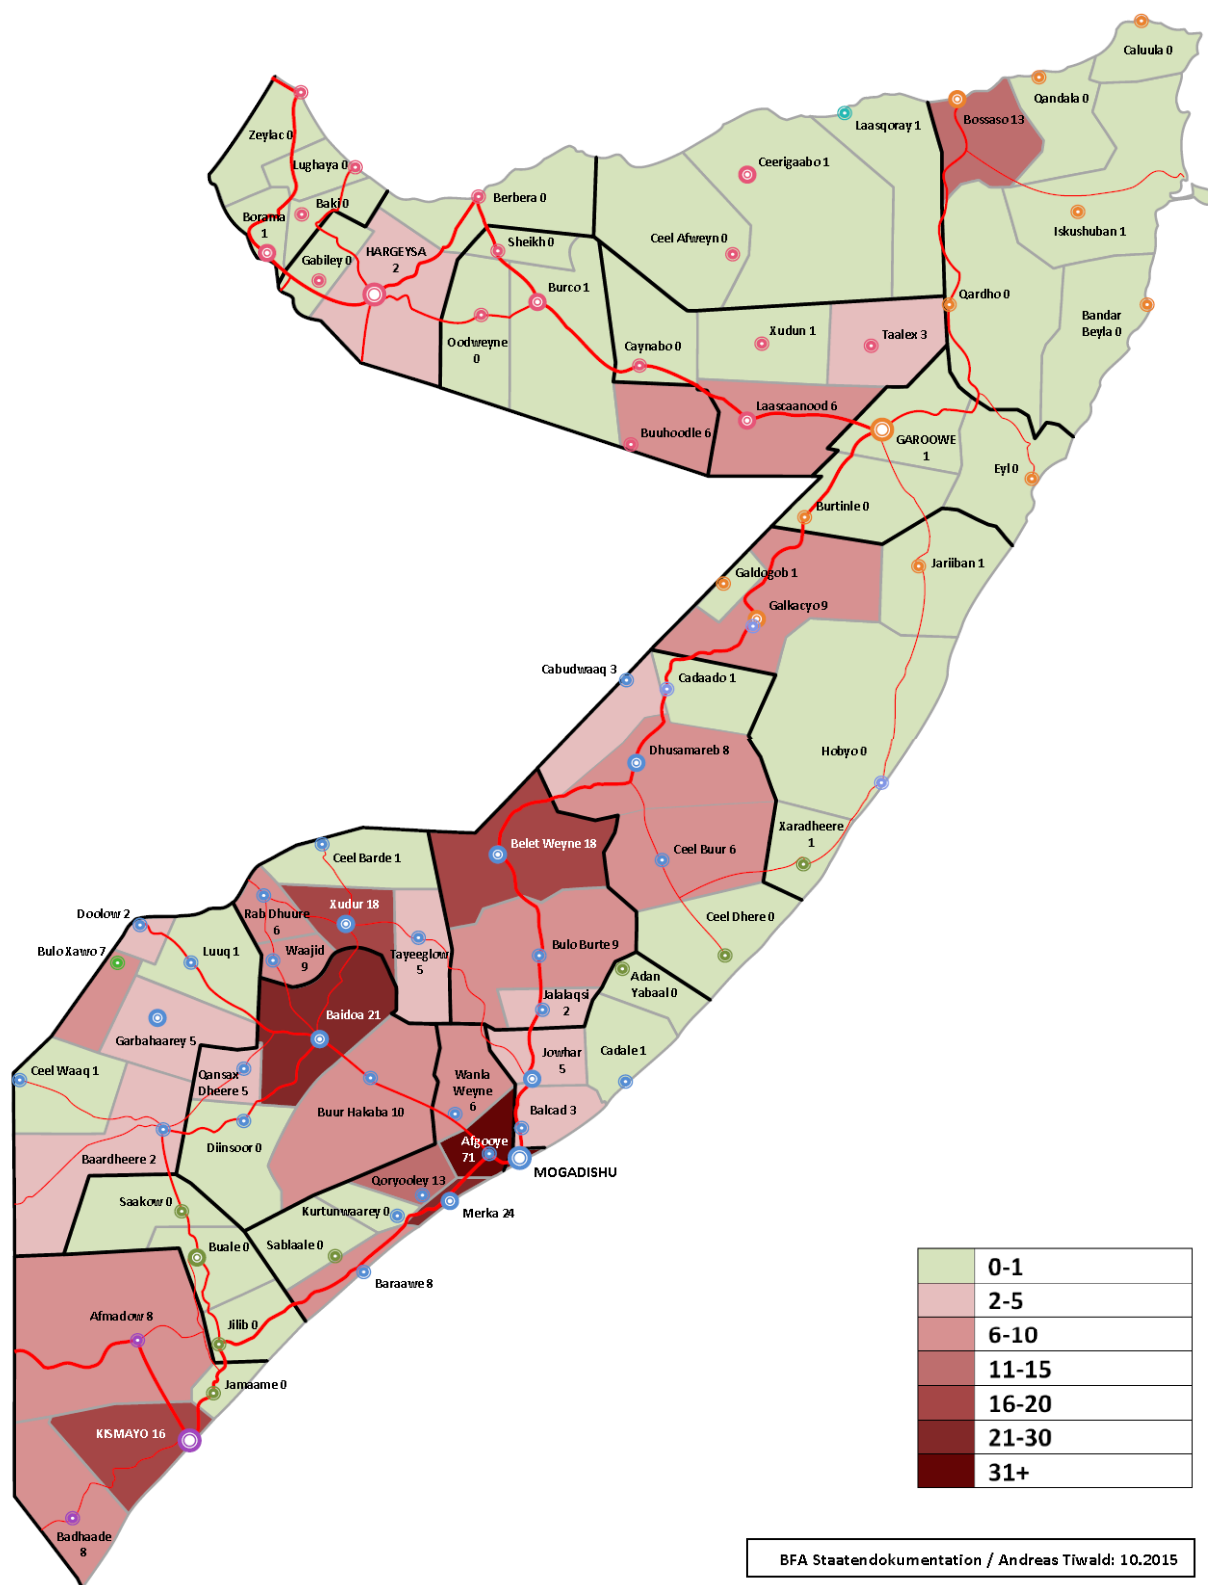 Caluula 0
Qandala 0
Bossaso 13
Laasqoray 1
Zeylac 0
Lughaya 0
Ceerigaabo 1
Baki 0
Berbera 0
Borama
1
Iskushuban 1
Sheikh 0
Ceel Afweyn 0
HARGEYSA
2
Gabiley 0
Burco 1
Qardho 0
Bandar
Beyla 0
Xudun 1
Taalex 3
Oodweyne
0
Caynabo 0
Laascaanood 6
Buuhoodle 6
GAROOWE
1
Eyl 0
Burtinle 0
Jariiban 1
Galdogob 1
Galkacyo 9
Cabudwaaq 3
Cadaado 1
Dhusamareb 8
Hobyo 0
Xaradheere
1
Belet Weyne 18
Ceel Buur 6
Ceel Barde 1
Xudur 18
Doolow 2
Rab Dhuure
6
Ceel Dhere 0
Bulo Xawo 7
Luuq 1
Waajid
9
Tayeeglow
5
Bulo Burte 9
Adan
Yabaal 0
Jalalaqsi
2
Baidoa 21
Garbahaarey 5
Jowhar
5
Cadale 1
Ceel Waaq 1
Qansax
Dheere 5
Wanla
Weyne
6
Buur Hakaba 10
Balcad 3
Diinsoor 0
Afgooye
71
Baardheere 2
MOGADISHU
Qoryooley 13
Saakow 0
Kurtunwaarey 0
Merka 24
Buale 0
Sablaale 0
Baraawe 8
Afmadow 8
Jilib 0
Jamaame 0
KISMAYO 16
Badhaade
8
0-1
2-5
6-10
11-15
16-20
21-30
31+
BFA Staatendokumentation / Andreas Tiwald: 10.2015